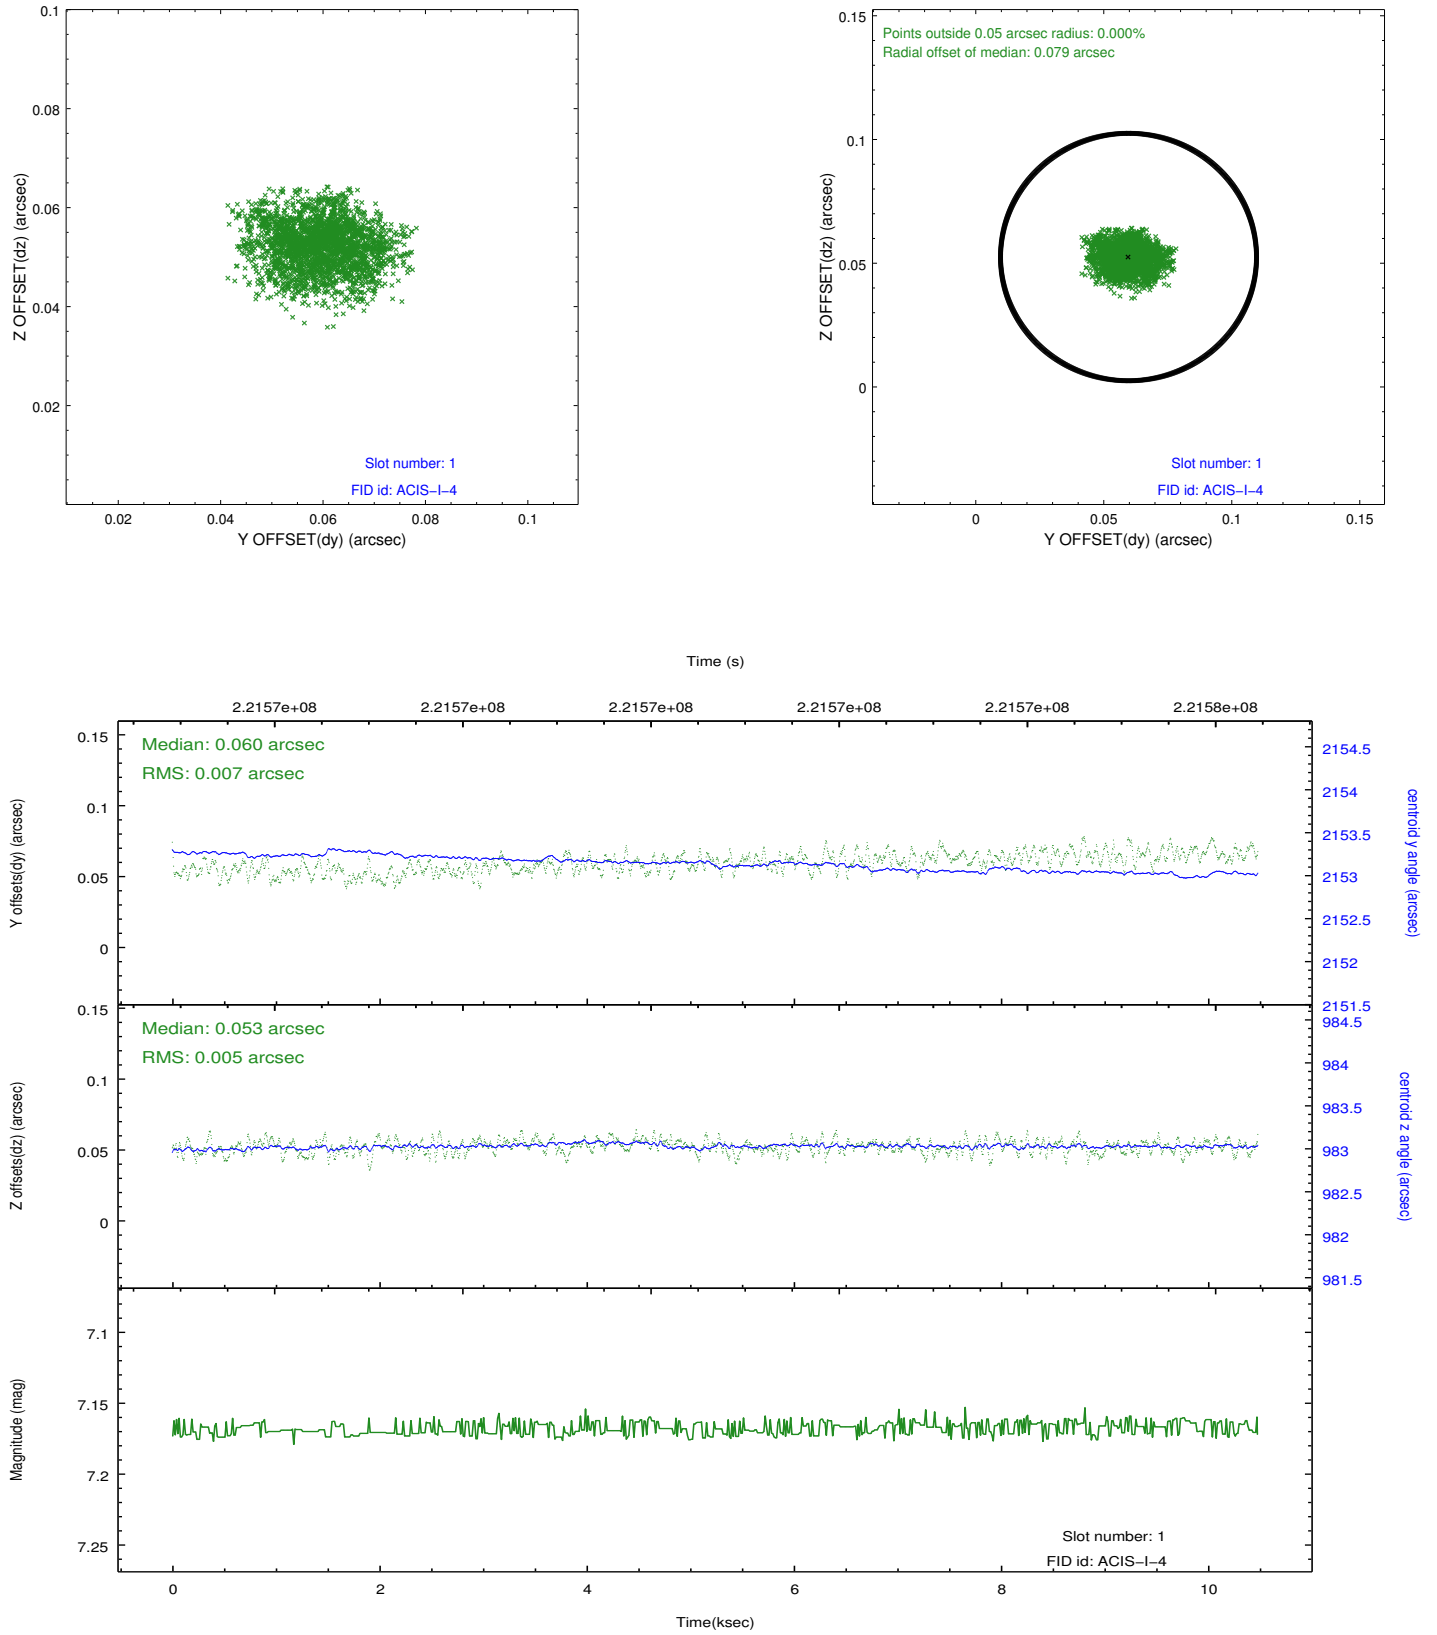 0.1
0.08
0.06
0.04
0.02
Z OFFSET(dz) (arcsec)
Slot number: 1
FID id: ACIS−I−4
0.02 0.04 0.06 0.08 0.1
Y OFFSET(dy) (arcsec)
0.15
0.1
0.05
0
Z OFFSET(dz) (arcsec)
Points outside 0.05 arcsec radius: 0.000%
Radial offset of median: 0.079 arcsec
Slot number: 1
FID id: ACIS−I−4
0 0.05 0.1 0.15
Y OFFSET(dy) (arcsec)
Time (s)
2.2157e+08 2.2157e+08 2.2157e+08 2.2157e+08 2.2157e+08 2.2158e+08
0.15
0.1
0.05
0
Y offsets(dy) (arcsec)
Median: 0.060 arcsec
RMS: 0.007 arcsec
2154.5
2154
2153.5
2153
2152.5
2152
2151.5
centroid y angle (arcsec)
0.15
0.1
0.05
0
Z offsets(dz) (arcsec)
Median: 0.053 arcsec
RMS: 0.005 arcsec
984.5
984
983.5
983
982.5
982
981.5
centroid z angle (arcsec)
7.1
7.15
7.2
7.25
Magnitude (mag)
Slot number: 1
FID id: ACIS−I−4
0 2 4 6 8 10
Time(ksec)